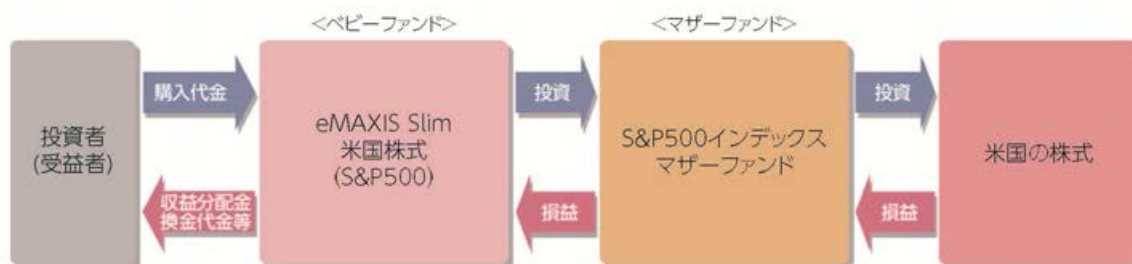 <ベビーファンド>
<マザーファンド>
投資者
(受益者)
購入代金
収益分配金
換金代金等
eMAXIS Slim
米国株式
(S&P500)
投資
損益
S&P500インデックス
マザーファンド
投資
損益
米国の株式